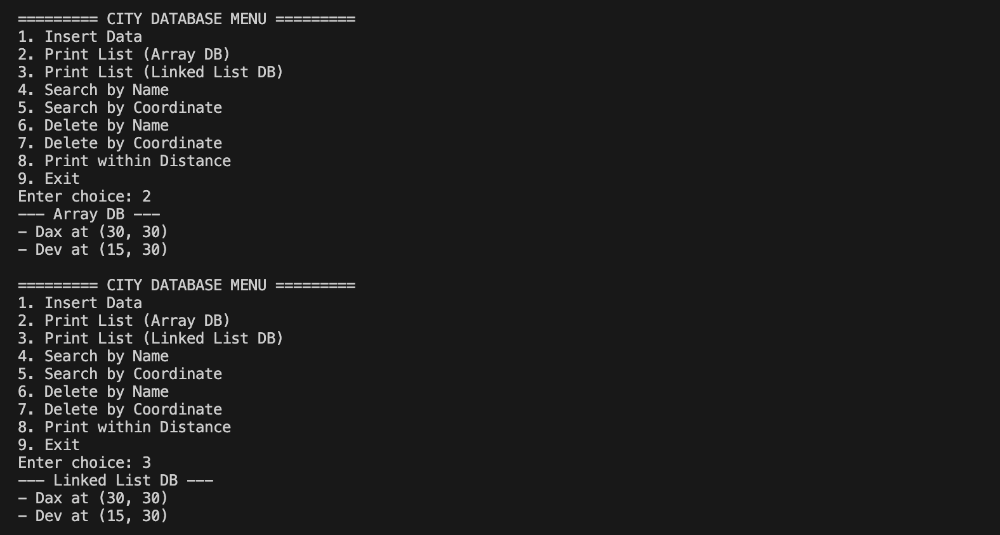 ========= CITY DATABASE MENU =========
1. Insert Data
2. Print List (Array DB)
3. Print List (Linked List DB)
4. Search by Name
5. Search by Coordinate
6. Delete by Name
7. Delete by Coordinate
8. Print within Distance
9. Exit
Enter choice: 2
--- Array DB ---
- Dax at (30, 30)
- Dev at (15, 30)

========= CITY DATABASE MENU =========
1. Insert Data
2. Print List (Array DB)
3. Print List (Linked List DB)
4. Search by Name
5. Search by Coordinate
6. Delete by Name
7. Delete by Coordinate
8. Print within Distance
9. Exit
Enter choice: 3
--- Linked List DB ---
- Dax at (30, 30)
- Dev at (15, 30)